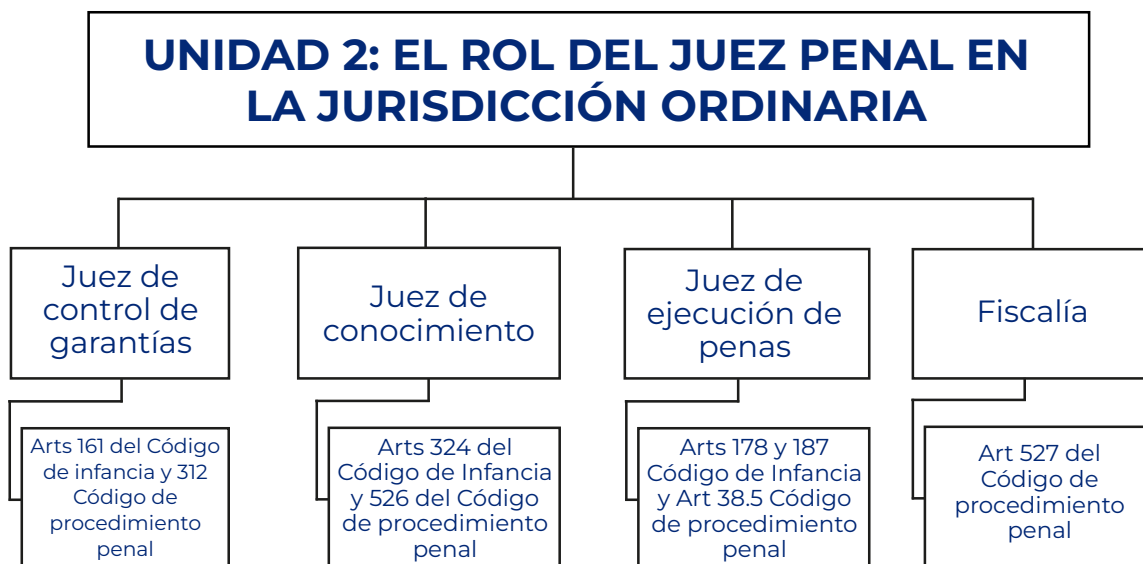 UNIDAD 2: EL ROL DEL JUEZ PENAL EN
LA JURISDICCIÓN ORDINARIA
Juez de
control de
garantías
Juez de
conocimiento
Juez de
ejecución de
penas
Fiscalía
Arts 161 del Código
de infancia y 312
Código de
procedimiento
penal
Arts 324 del
Código de Infancia
y 526 del Código
de procedimiento
penal
Arts 178 y 187
Código de Infancia
y Art 38.5 Código
de procedimiento
penal
Art 527 del
Código de
procedimiento
penal